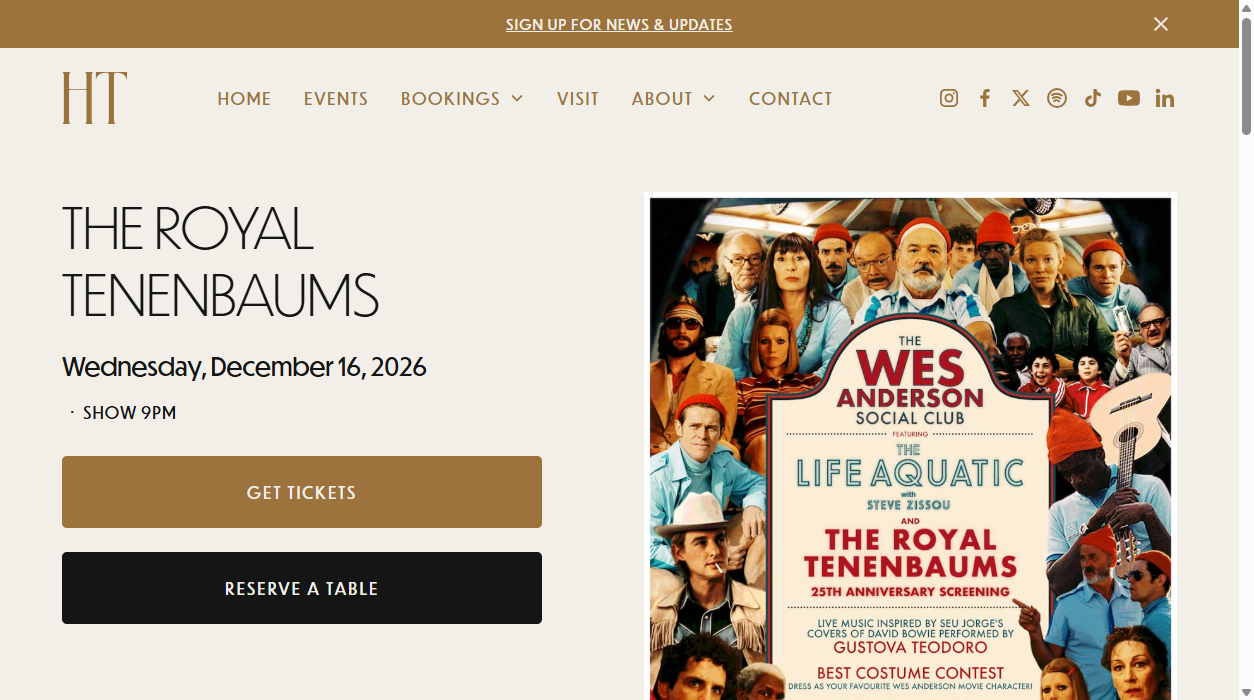 SIGN UP FOR NEWS & UPDATES
HT
HOME
EVENTS
BOOKINGS
VISIT
ABOUT
CONTACT
THE ROYAL
TENENBAUMS
Wednesday, December 16, 2026
· SHOW 9PM
GET TICKETS
RESERVE A TABLE
THE
WES
ANDERSON
SOCIAL CLUB
FEATURING
THE
LIFE AQUATIC
with
STEVE ZISSOU
AND
THE ROYAL
TENENBAUMS
25TH ANNIVERSARY SCREENING
LIVE MUSIC INSPIRED BY SEU JORGE'S
COVERS OF DAVID BOWIE PERFORMED BY
GUSTOVA TEODORO
BEST COSTUME CONTEST
DRESS AS YOUR FAVOURITE WES ANDERSON MOVIE CHARACTER!